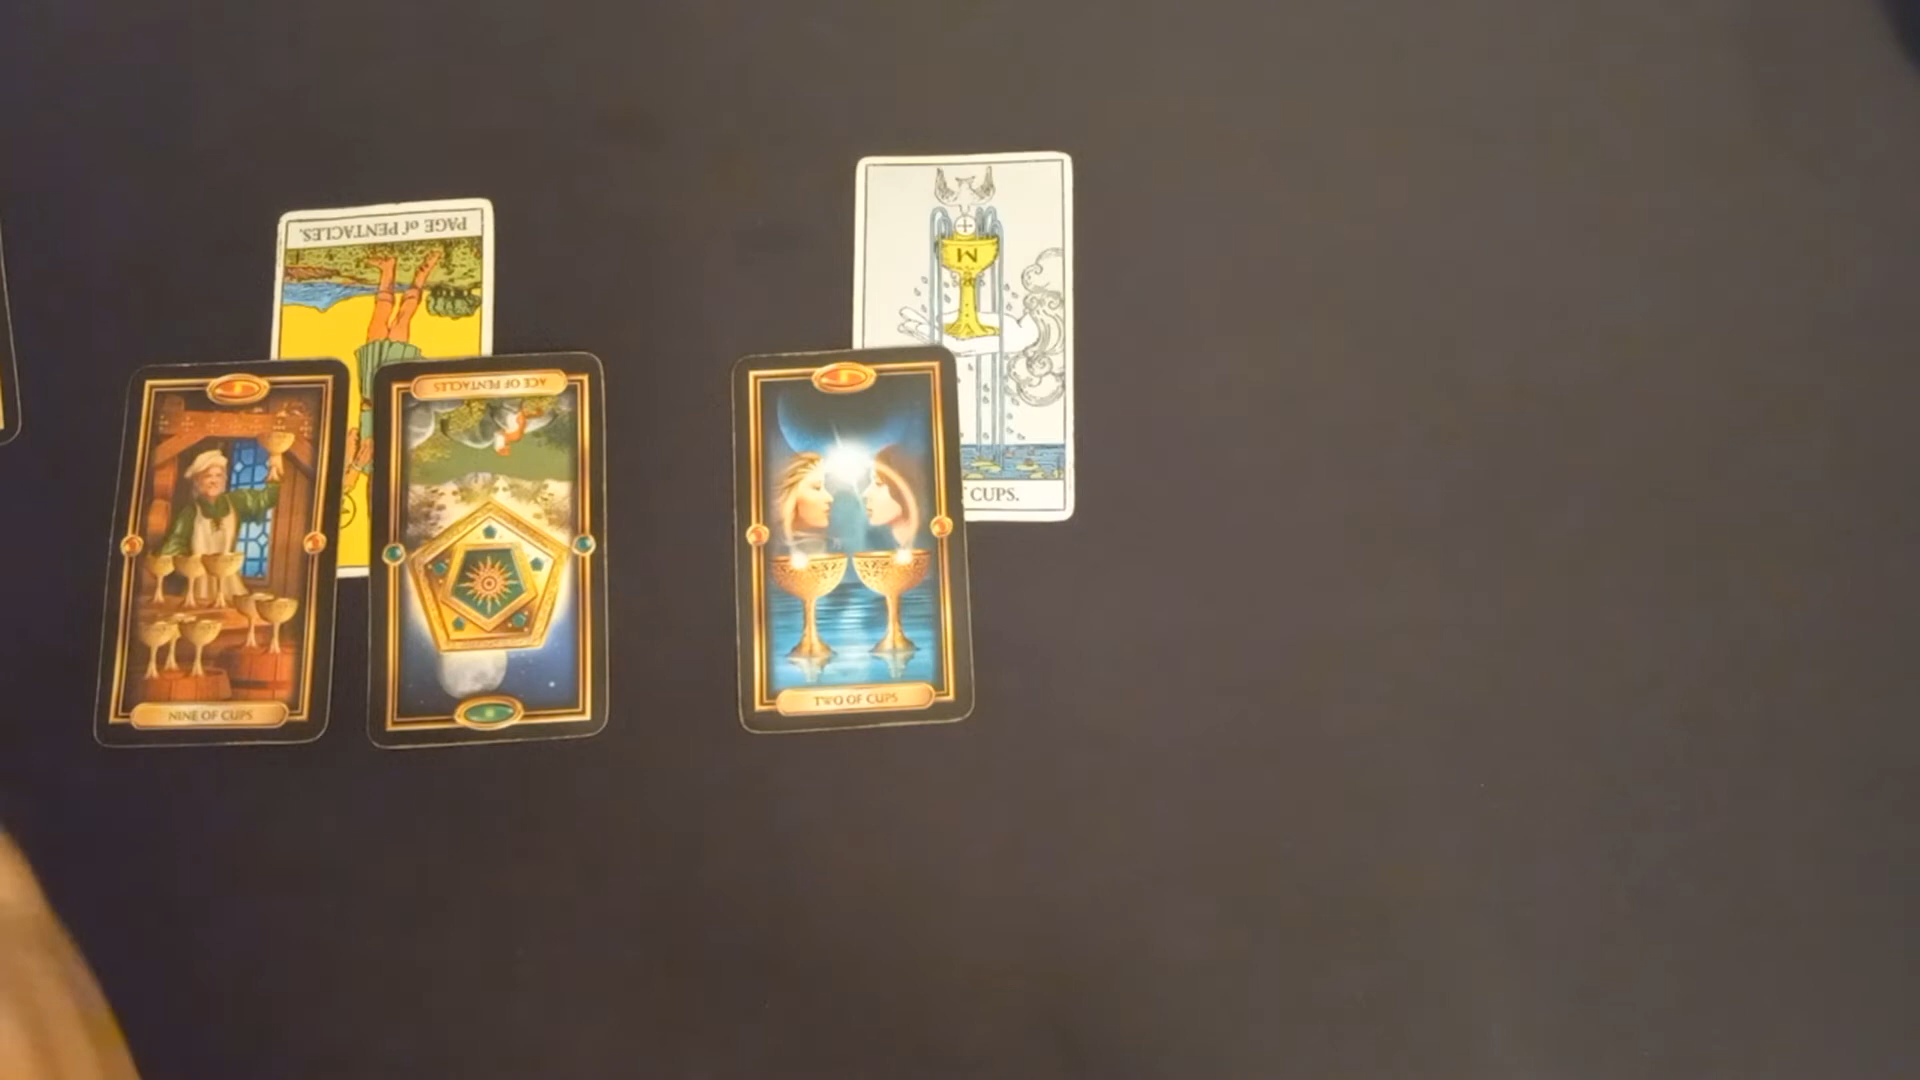 PAGE of PENTACLES.
NINE OF CUPS
ACE OF PENTACLES
TWO OF CUPS
CUPS.